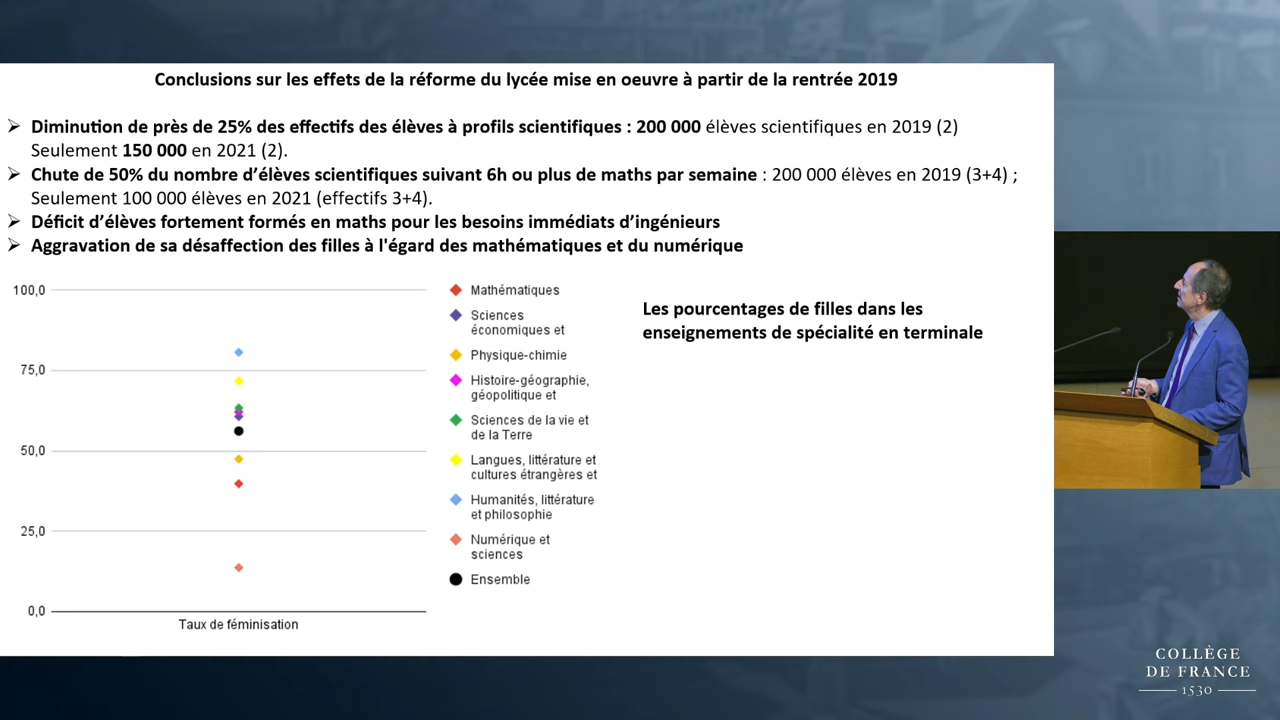 Conclusions sur les effets de la réforme du lycée mise en oeuvre à partir de la rentrée 2019
Diminution de près de 25% des effectifs des élèves à profils scientifiques : 200 000 élèves scientifiques en 2019 (2)
Seulement 150 000 en 2021 (2).
Chute de 50% du nombre d’élèves scientifiques suivant 6h ou plus de maths par semaine : 200 000 élèves en 2019 (3+4) ;
Seulement 100 000 élèves en 2021 (effectifs 3+4).
Déficit d’élèves fortement formés en maths pour les besoins immédiats d’ingénieurs
Aggravation de sa désaffection des filles à l'égard des mathématiques et du numérique
100,0
75,0
50,0
25,0
0,0
Taux de féminisation
Mathématiques
Sciences
économiques et
Physique-chimie
Histoire-géographie,
géopolitique et
Sciences de la vie et
de la Terre
Langues, littérature et
cultures étrangères et
Humanités, littérature
et philosophie
Numérique et
sciences
Ensemble
Les pourcentages de filles dans les
enseignements de spécialité en terminale
COLLÈGE
DE FRANCE
1530